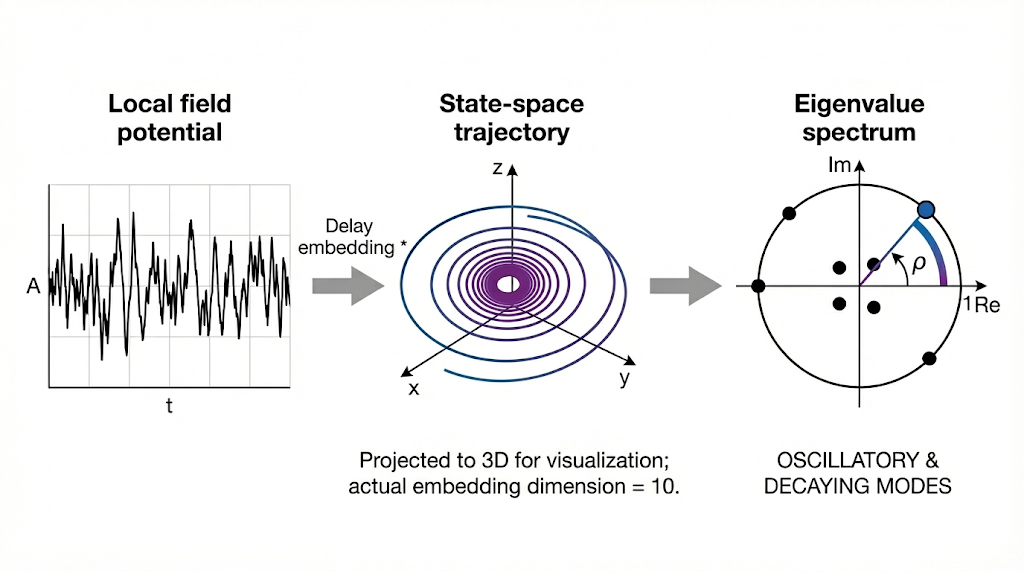 Local field
potential
A
t
Delay
embedding *
State-space
trajectory
z
x
y
Projected to 3D for visualization;
actual embedding dimension = 10.
Eigenvalue
spectrum
Im
ρ
1Re
OSCILLATORY &
DECAYING MODES